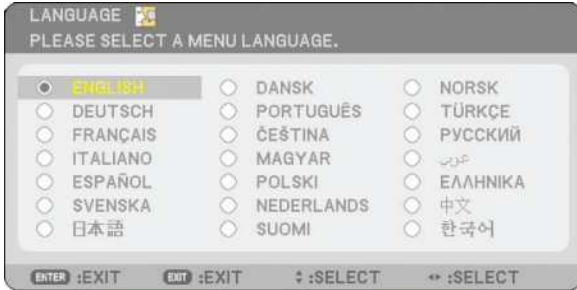 LANGUAGE
PLEASE SELECT A MENU LANGUAGE.
ENGLISH DANSK NORSK
DEUTSCH PORTUGUÊS TÜRKÇE
FRANÇAIS ČEŠTINA РУССКИЙ
ITALIANO MAGYAR عربي
ESPAÑOL POLSKI ΕΛΛΗΝΙΚΑ
SVENSKA NEDERLANDS 中文
日本語 SUOMI 한국어
ENTER :EXIT EXIT :EXIT :SELECT :SELECT